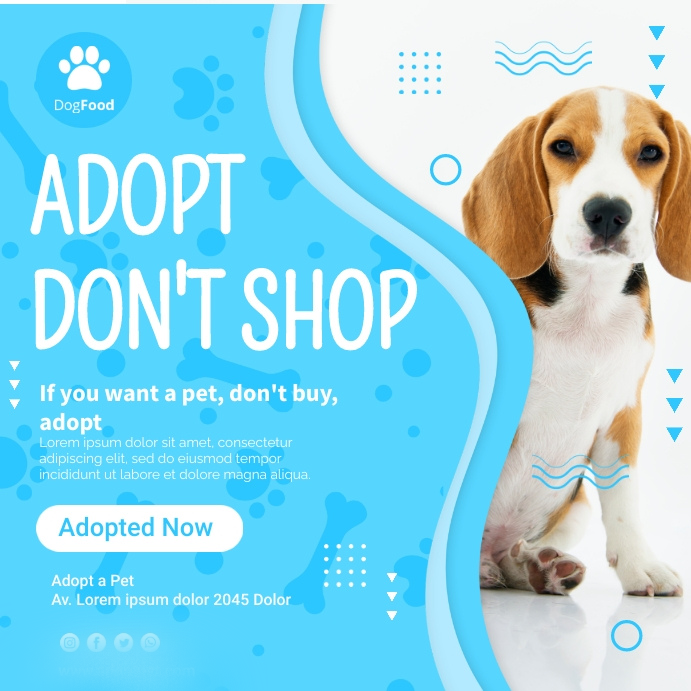 DogFood
ADOPT
DON'T SHOP
If you want a pet, don't buy,
adopt
Lorem ipsum dolor sit amet, consectetur
adipiscing elit, sed do eiusmod tempor
incididunt ut labore et dolore magna aliqua.
Adopted Now
Adopt a Pet
Av. Lorem ipsum dolor 2045 Dolor